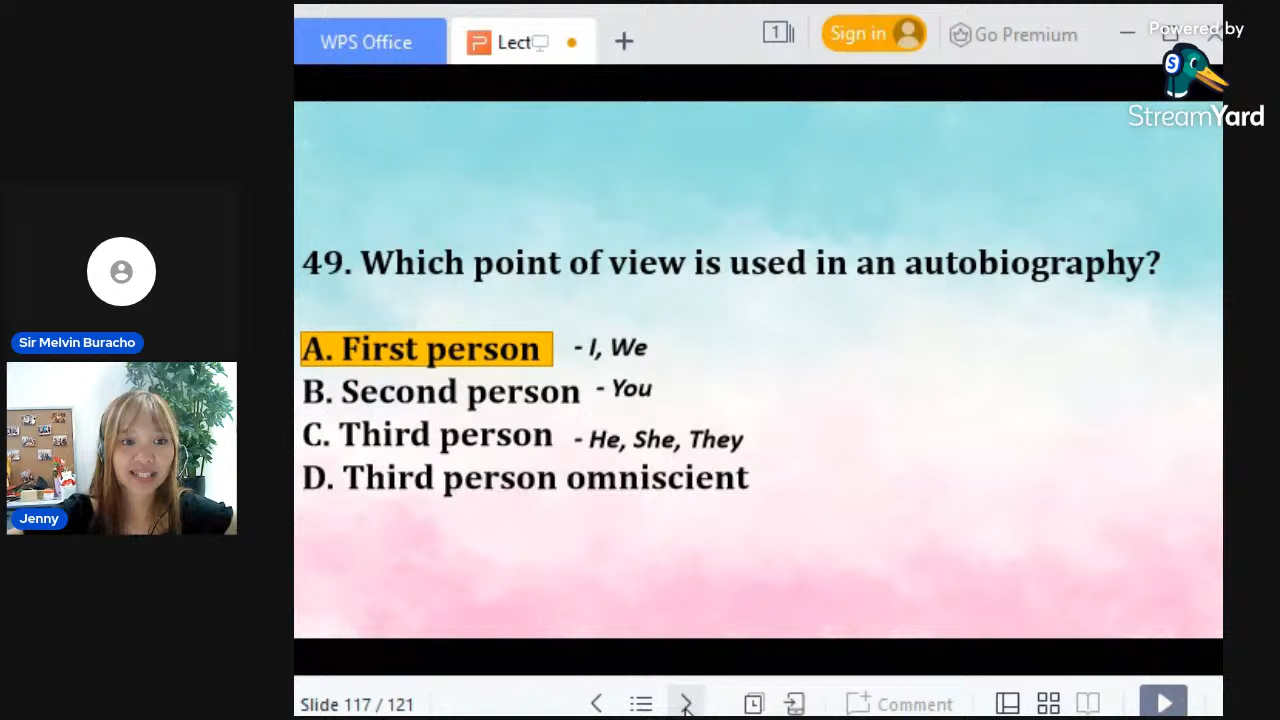 WPS Office
Lect
Sign in
Go Premium
Powered by
StreamYard
49. Which point of view is used in an autobiography?
A. First person - I, We
B. Second person - You
C. Third person - He, She, They
D. Third person omniscient
Sir Melvin Buracho
Jenny
Slide 117 / 121
Comment